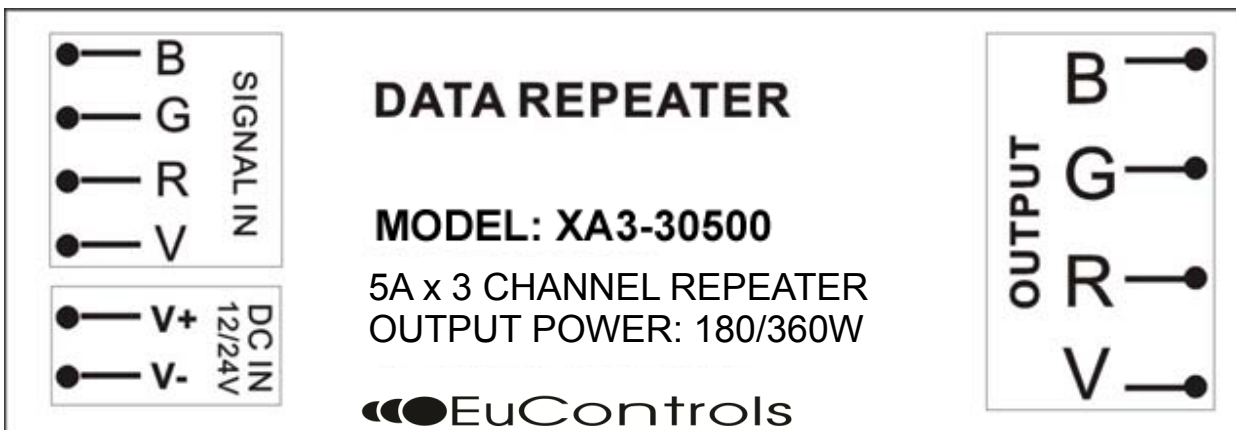 B
G
R
V
SIGNAL IN
V+
V-
DC IN
12/24V
DATA REPEATER
MODEL: XA3-30500
5A x 3 CHANNEL REPEATER
OUTPUT POWER: 180/360W
EuControls
OUTPUT
B
G
R
V